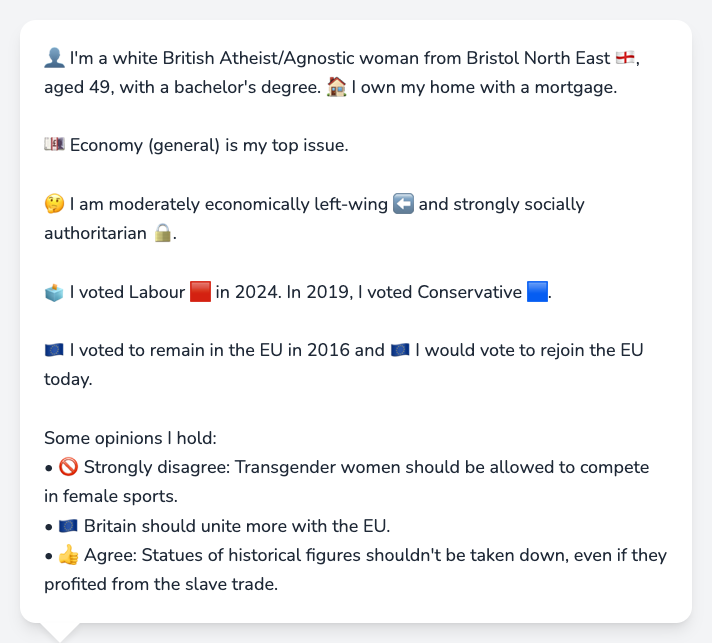 👤 I'm a white British Atheist/Agnostic woman from Bristol North East 🏴󠁧󠁢󠁥󠁮󠁧󠁿,
aged 49, with a bachelor's degree. 🏠 I own my home with a mortgage.
💷 Economy (general) is my top issue.
🤔 I am moderately economically left-wing ⬅️ and strongly socially
authoritarian 🔒.
🗳️ I voted Labour 🟥 in 2024. In 2019, I voted Conservative 🟦.
🇪🇺 I voted to remain in the EU in 2016 and 🇪🇺 I would vote to rejoin the EU
today.
Some opinions I hold:
• 🚫 Strongly disagree: Transgender women should be allowed to compete
in female sports.
• 🇪🇺 Britain should unite more with the EU.
• 👍 Agree: Statues of historical figures shouldn't be taken down, even if they
profited from the slave trade.